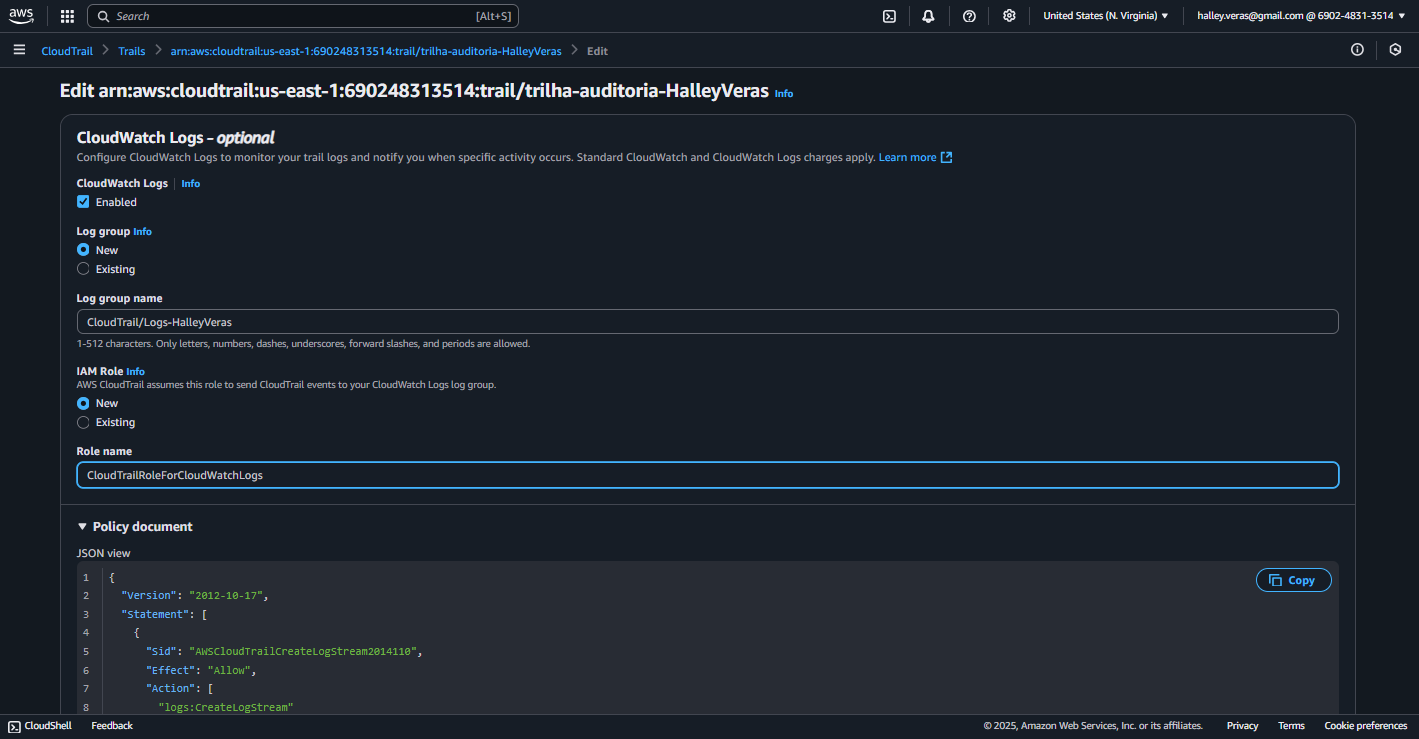 aws
Search [Alt+S] United States (N. Virginia) ▼ halley.veras@gmail.com @ 6902-4831-3514 ▼
CloudTrail > Trails > arn:aws:cloudtrail:us-east-1:690248313514:trail/trilha-auditoria-HalleyVeras > Edit
Edit arn:aws:cloudtrail:us-east-1:690248313514:trail/trilha-auditoria-HalleyVeras Info
CloudWatch Logs – optional
Configure CloudWatch Logs to monitor your trail logs and notify you when specific activity occurs. Standard CloudWatch and CloudWatch Logs charges apply. Learn more
CloudWatch Logs | Info
Enabled
Log group Info
New
Existing
Log group name
CloudTrail/Logs-HalleyVeras
1-512 characters. Only letters, numbers, dashes, underscores, forward slashes, and periods are allowed.
IAM Role Info
AWS CloudTrail assumes this role to send CloudTrail events to your CloudWatch Logs log group.
New
Existing
Role name
CloudTrailRoleForCloudWatchLogs
▼ Policy document
JSON view
Copy
1 {
2 "Version": "2012-10-17",
3 "Statement": [
4 {
5 "Sid": "AWSCloudTrailCreateLogStream2014110",
6 "Effect": "Allow",
7 "Action": [
8 "logs:CreateLogStream"
CloudShell Feedback © 2025, Amazon Web Services, Inc. or its affiliates. Privacy Terms Cookie preferences